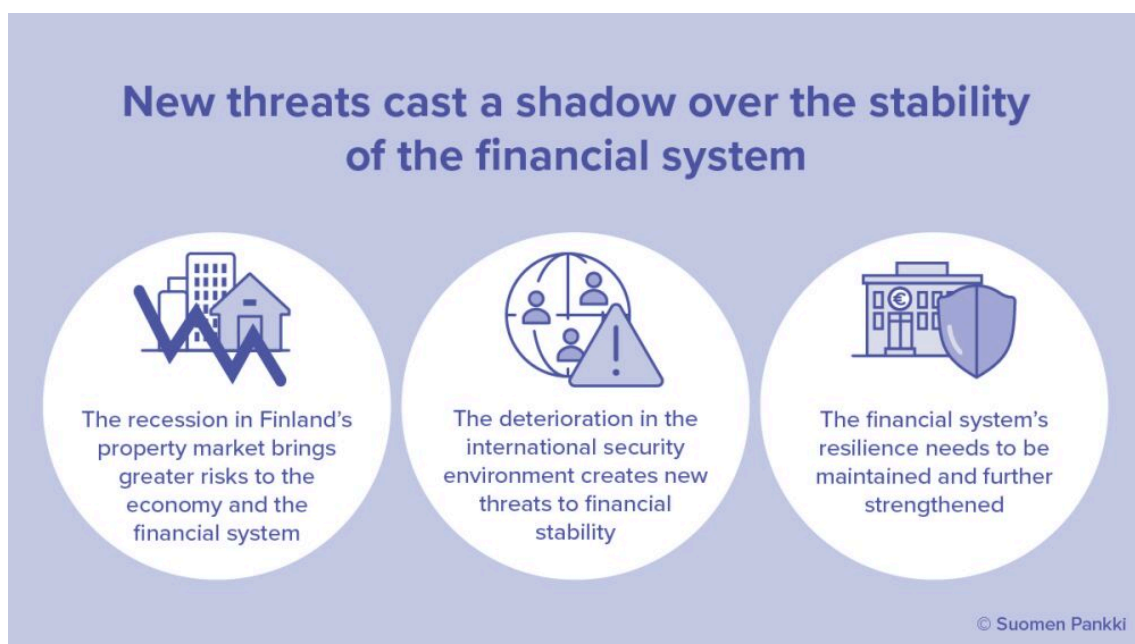 New threats cast a shadow over the stability
of the financial system
The recession in Finland's
property market brings
greater risks to the
economy and the
financial system
The deterioration in the
international security
environment creates new
threats to financial
stability
€
The financial system's
resilience needs to be
maintained and further
strengthened
© Suomen Pankki